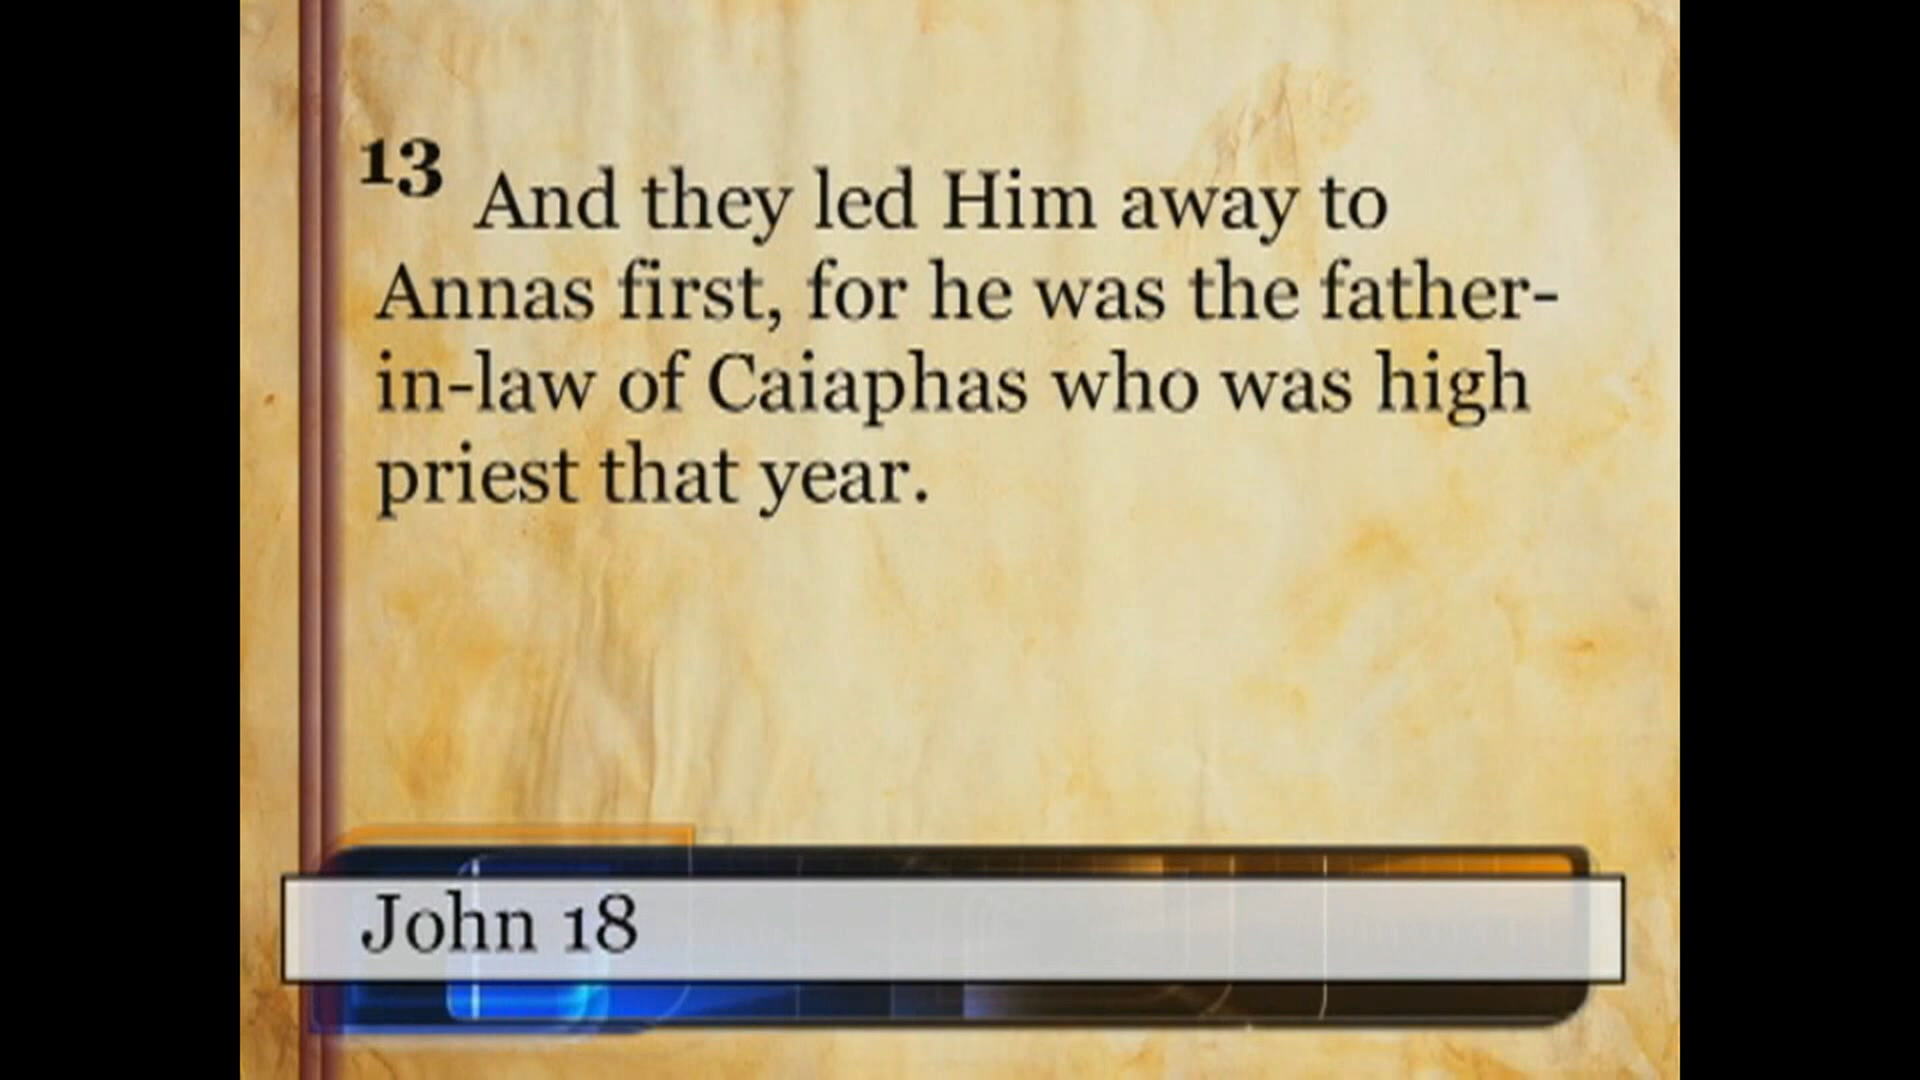 13 And they led Him away to
Annas first, for he was the father-
in-law of Caiaphas who was high
priest that year.
John 18